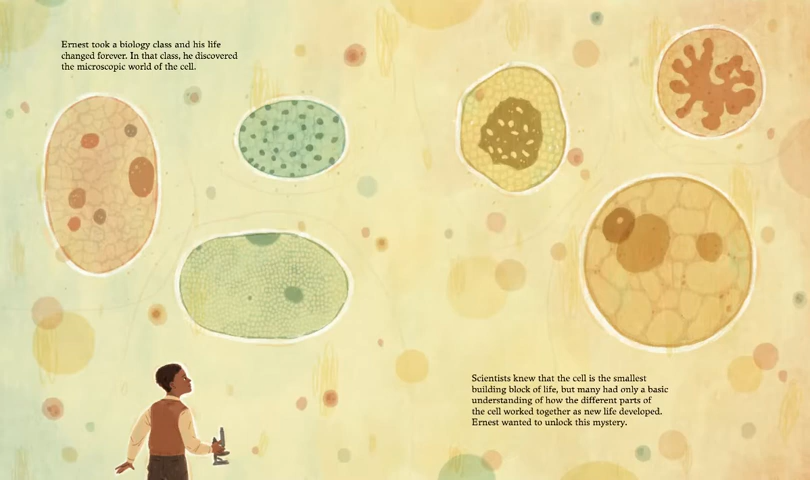 Ernest took a biology class and his life
changed forever. In that class, he discovered
the microscopic world of the cell.
Scientists knew that the cell is the smallest
building block of life, but many had only a basic
understanding of how the different parts of
the cell worked together as new life developed.
Ernest wanted to unlock this mystery.